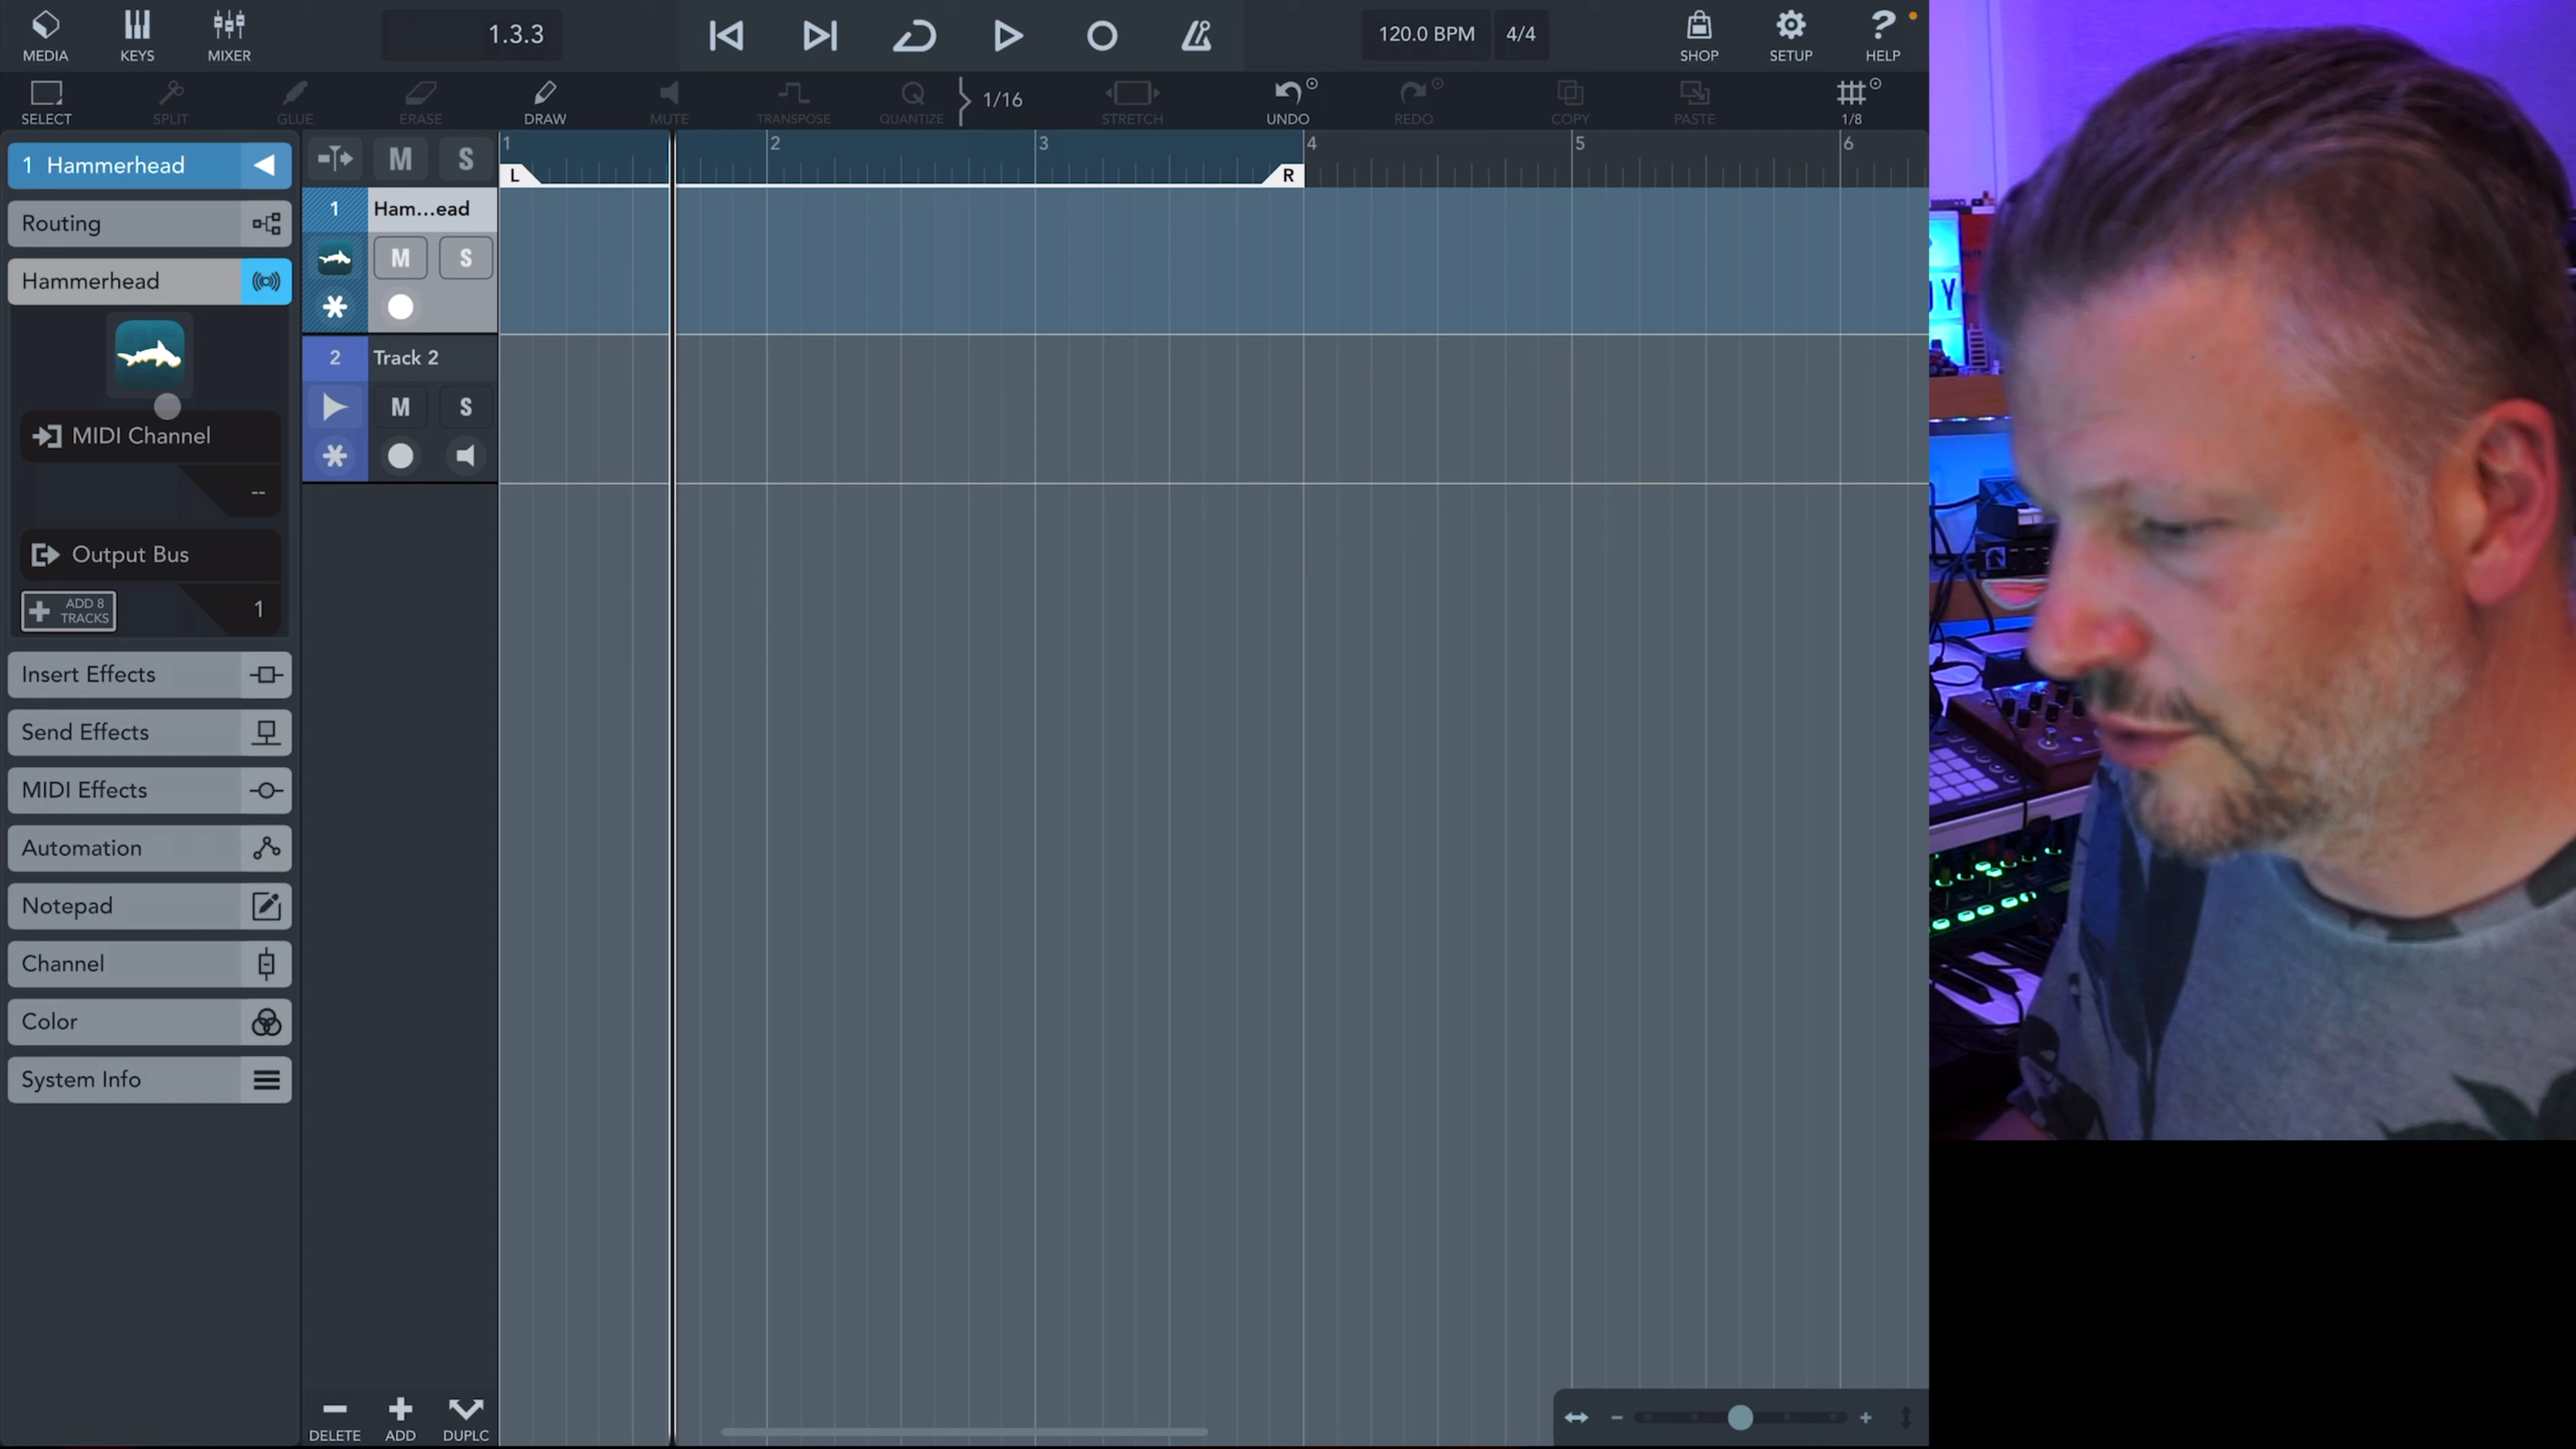 MEDIA KEYS MIXER 1.3.3 120.0 BPM 4/4 SHOP SETUP ? HELP
SELECT SPLIT GLUE ERASE DRAW MUTE TRANSPOSE Q QUANTIZE 1/16 STRETCH UNDO REDO COPY PASTE 1/8
1 Hammerhead
M S
1 2 3 4 5 6
L R
Routing
1 Ham...ead
M S
Hammerhead
2 Track 2
M S
MIDI Channel
--
Output Bus
ADD 8
TRACKS
1
Insert Effects
Send Effects
MIDI Effects
Automation
Notepad
Channel
Color
System Info
DELETE ADD DUPLC